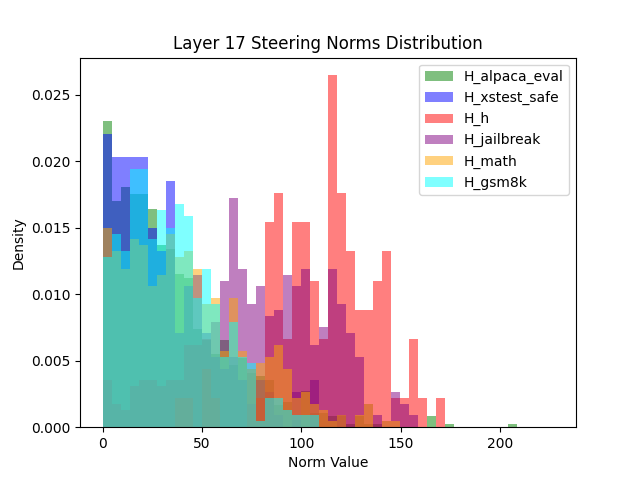 Layer 17 Steering Norms Distribution
H_alpaca_eval
H_xstest_safe
H_h
H_jailbreak
H_math
H_gsm8k
Density
0.025
0.020
0.015
0.010
0.005
0.000
0 50 100 150 200
Norm Value